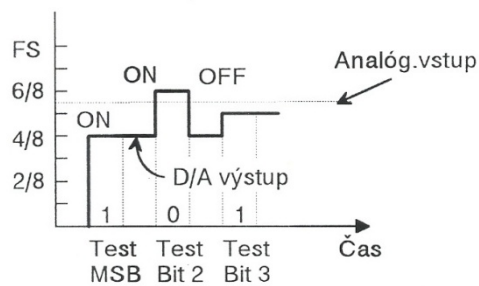 FS
ON OFF
Analóg.vstup
6/8
ON
4/8
D/A výstup
2/8
1 0 1
Test Test Test Čas
MSB Bit 2 Bit 3